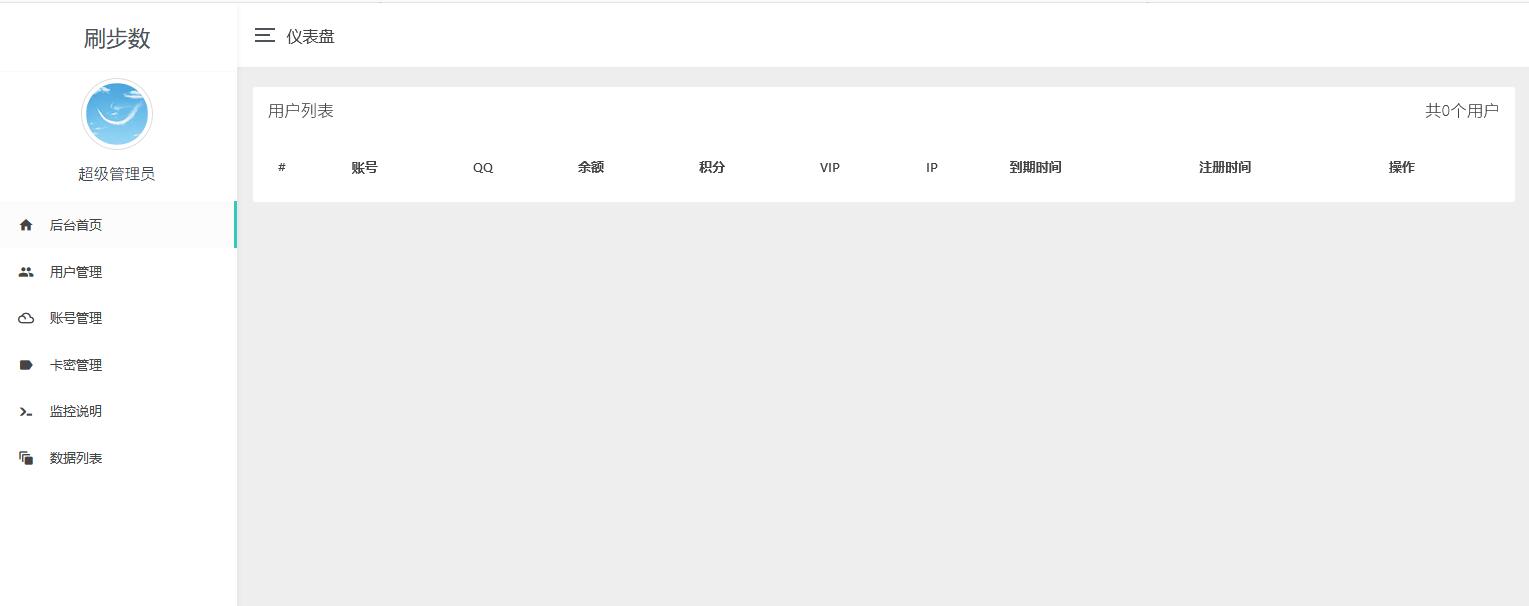 刷步数
超级管理员
后台首页
用户管理
账号管理
卡密管理
监控说明
数据列表
仪表盘
用户列表 共0个用户
# 账号 QQ 余额 积分 VIP IP 到期时间 注册时间 操作